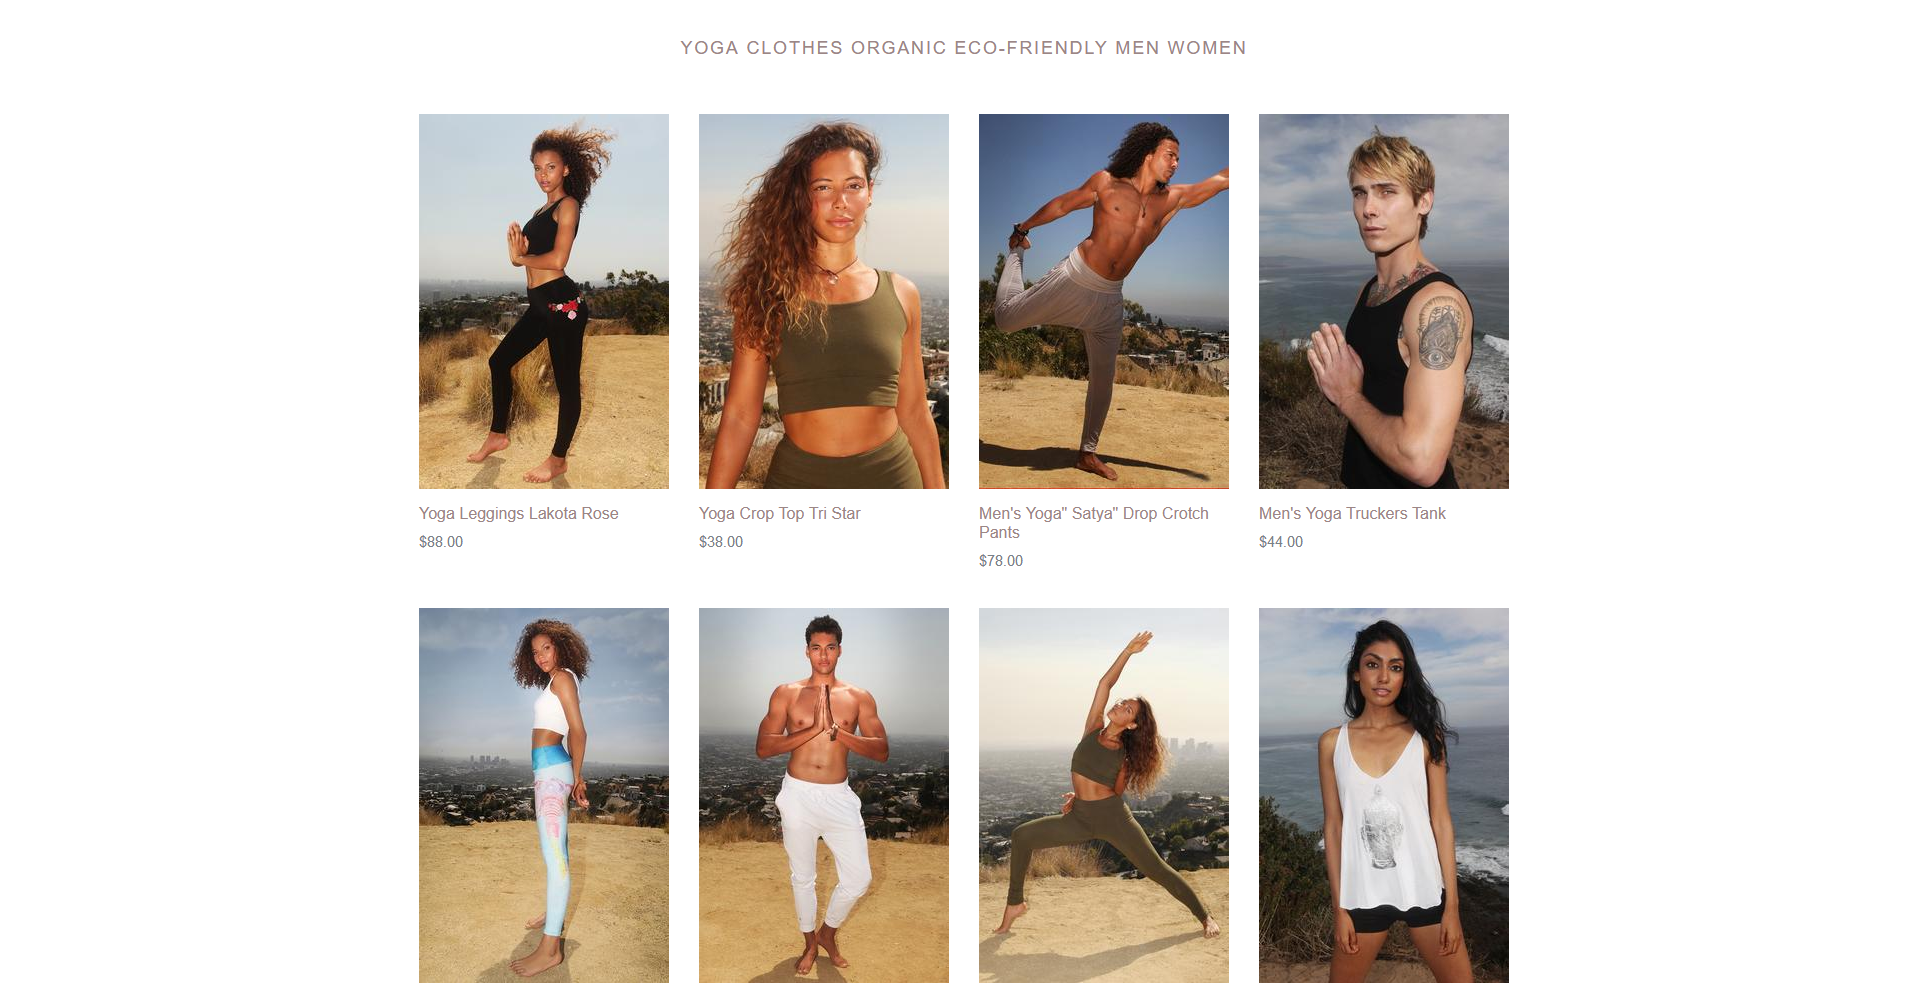 YOGA CLOTHES ORGANIC ECO-FRIENDLY MEN WOMEN
Yoga Leggings Lakota Rose
$88.00
Yoga Crop Top Tri Star
$38.00
Men's Yoga" Satya" Drop Crotch
Pants
$78.00
Men's Yoga Truckers Tank
$44.00